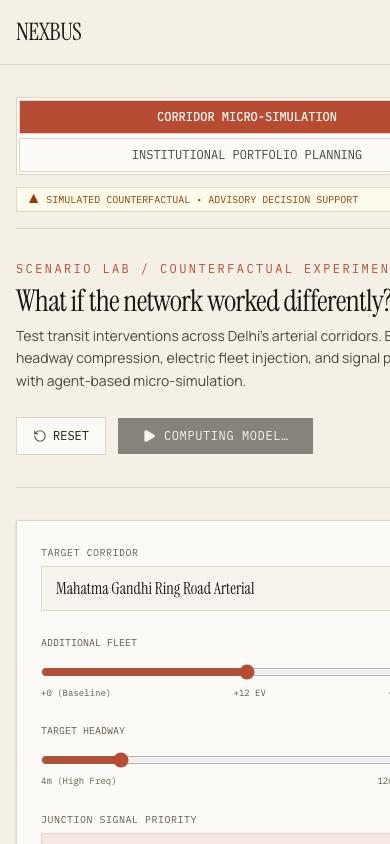 NEXBUS
CORRIDOR MICRO-SIMULATION
INSTITUTIONAL PORTFOLIO PLANNING
▲ SIMULATED COUNTERFACTUAL • ADVISORY DECISION SUPPORT
SCENARIO LAB / COUNTERFACTUAL EXPERIMEN
What if the network worked differently?
Test transit interventions across Delhi's arterial corridors. E
headway compression, electric fleet injection, and signal p
with agent-based micro-simulation.
RESET
COMPUTING MODEL…
TARGET CORRIDOR
Mahatma Gandhi Ring Road Arterial
ADDITIONAL FLEET
+0 (Baseline) +12 EV
TARGET HEADWAY
4m (High Freq) 12m
JUNCTION SIGNAL PRIORITY